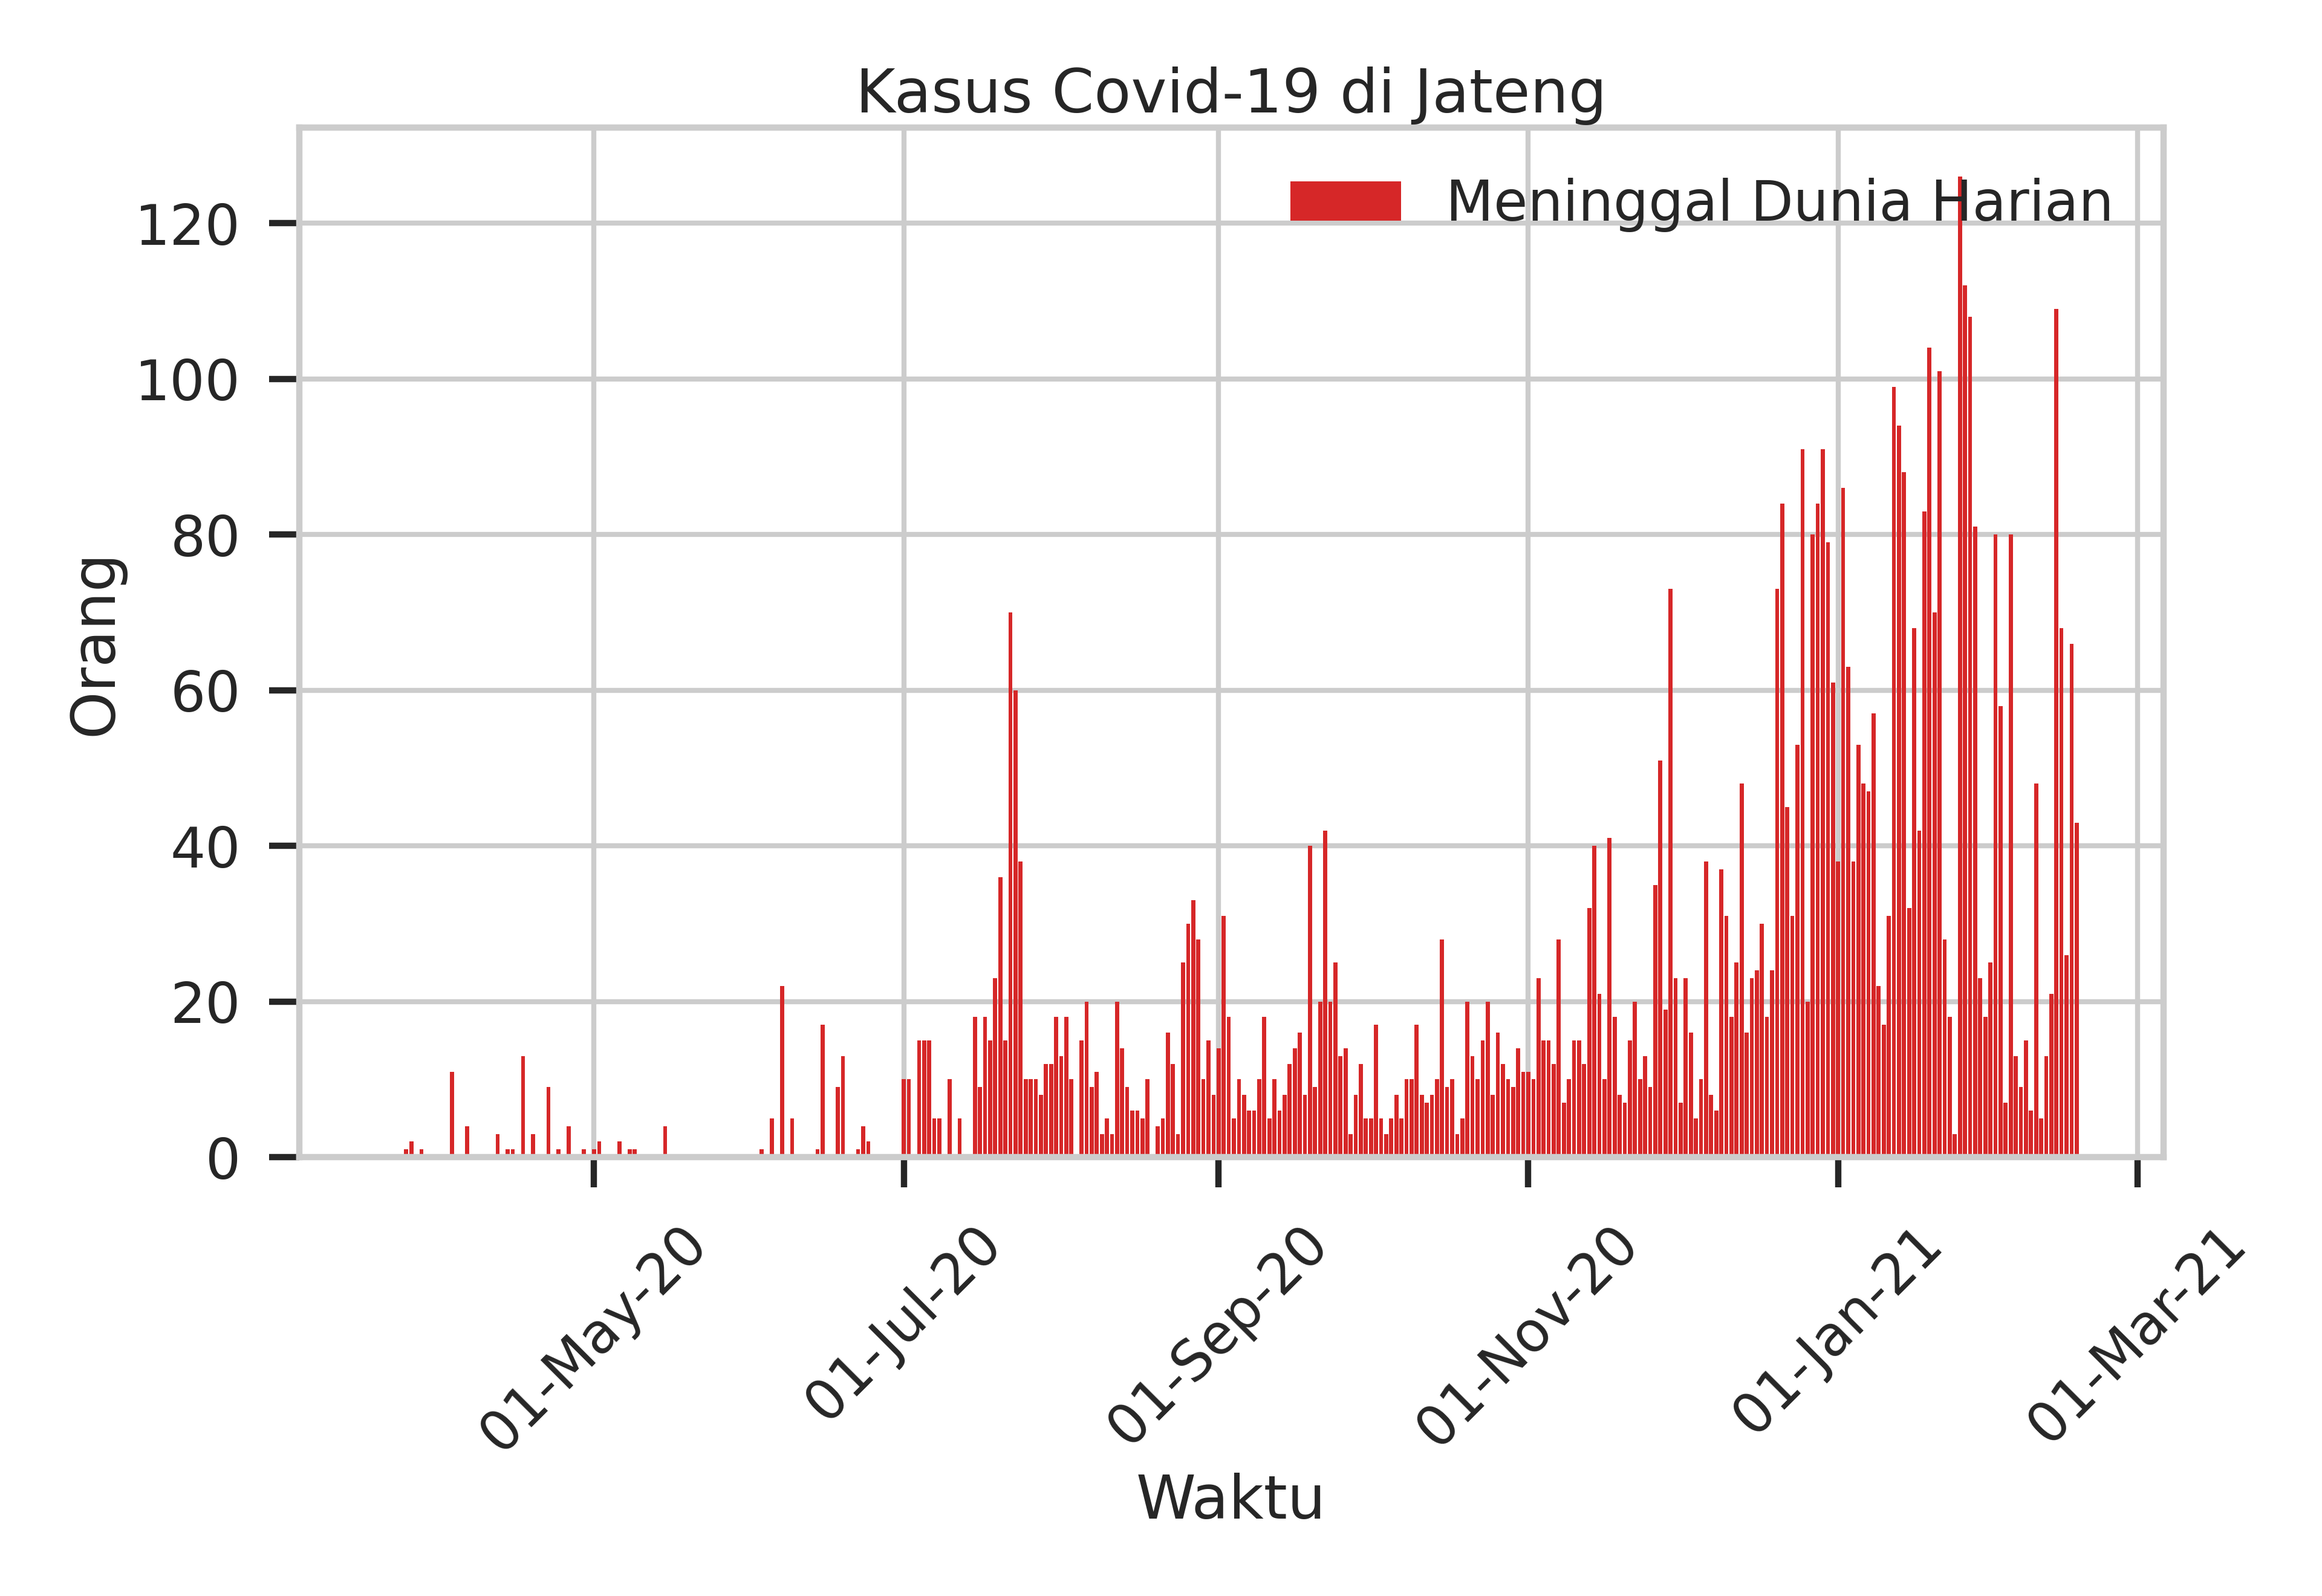 Kasus Covid-19 di Jateng
Meninggal Dunia Harian
120
100
80
60
40
20
0
Orang
01-May-20
01-Jul-20
01-Sep-20
01-Nov-20
01-Jan-21
01-Mar-21
Waktu